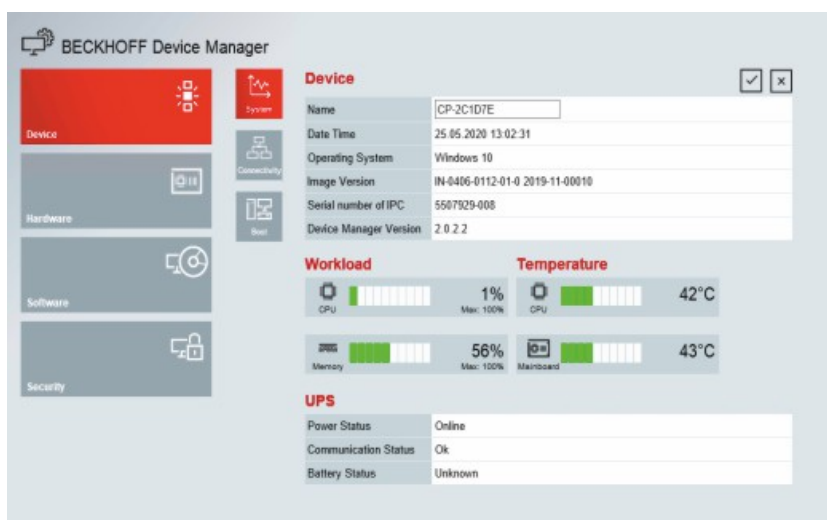 BECKHOFF Device Manager
Device
System
Connectivity
Boot
Hardware
Software
Security
Device
Name CP-2C1D7E
Date Time 25.05.2020 13:02:31
Operating System Windows 10
Image Version IN-0406-0112-01-0 2019-11-00010
Serial number of IPC 5507929-008
Device Manager Version 2.0.2.2
Workload Temperature
1% 42°C
CPU Max: 100% CPU
56% 43°C
Memory Max: 100% Mainboard
UPS
Power Status Online
Communication Status Ok
Battery Status Unknown